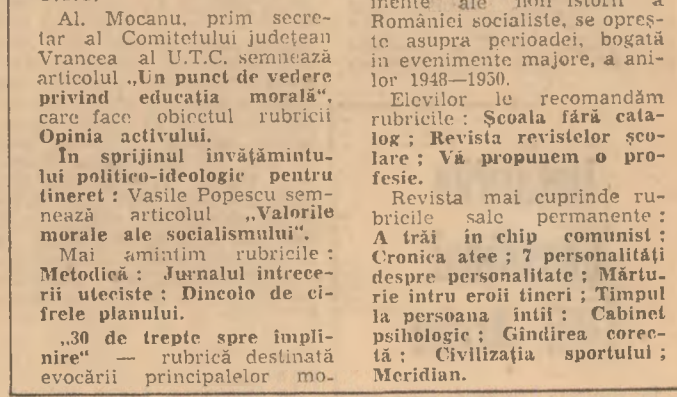 Al. Mocanu, prim secre-
tar al Comitetului județean
Vrancea al U.T.C. semnează
articolul „Un punct de vedere
privind educația morală“,
care face obiectul rubricii
Opinia activului.
În sprijinul învățămîntu-
lui politico-ideologic pentru
tineret : Vasile Popescu sem-
nează articolul „Valorile
morale ale socialismului“.
Mai amintim rubricile :
Metodică ; Jurnalul întrece-
rii uteciste ; Dincolo de ci-
frele planului.
„30 de trepte spre împli-
nire“ — rubrică destinată
evocării principalelor mo-
mente ale noii istorii a
României socialiste, se opreș-
te asupra perioadei, bogată
în evenimente majore, a ani-
lor 1948—1950.
Elevilor le recomandăm
rubricile : Școala fără cata-
log ; Revista revistelor șco-
lare ; Vă propunem o pro-
fesie.
Revista mai cuprinde ru-
bricile sale permanente :
A trăi în chip comunist ;
Cronica atee ; 7 personalități
despre personalitate ; Mărtu-
rie întru eroii tineri ; Timpul
la persoana întîi ; Cabinet
psihologic ; Gîndirea corec-
tă ; Civilizația sportului ;
Meridian.